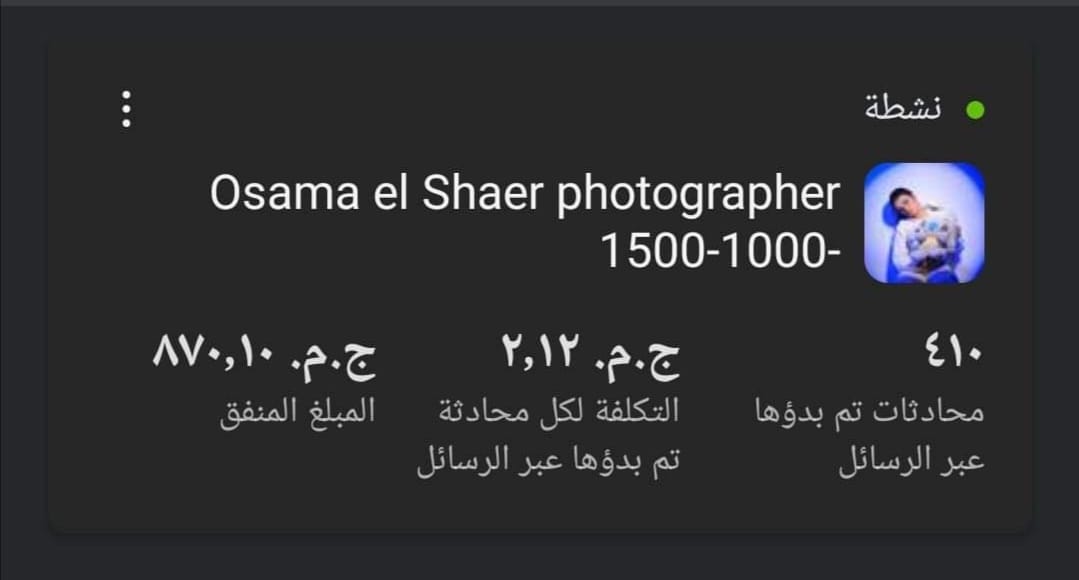 نشطة
Osama el Shaer photographer
1500-1000-
٤١٠
محادثات تم بدؤها
عبر الرسائل
ج.م.‏ ٢,١٢
التكلفة لكل محادثة
تم بدؤها عبر الرسائل
ج.م.‏ ٨٧٠,١٠
المبلغ المنفق